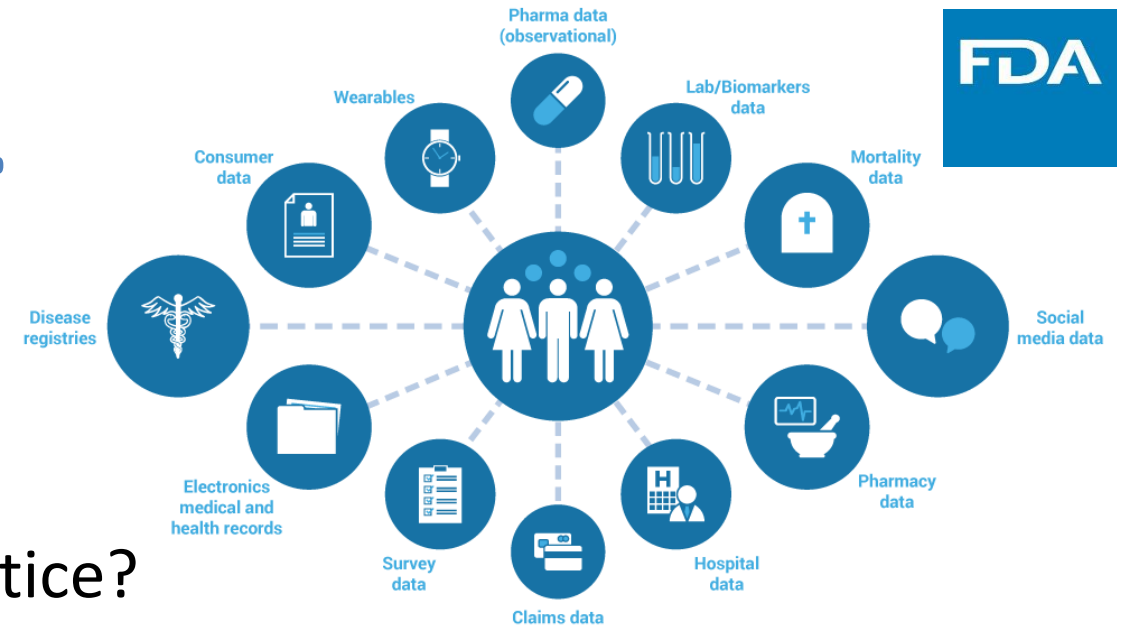 Pharma data
(observational)
FDA
Wearables
Lab/Biomarkers
data
Consumer
data
Mortality
data
Disease
registries
Social
media data
H
Electronics
medical and
health records
Pharmacy
data
Survey
data
Hospital
data
Claims data
tice?